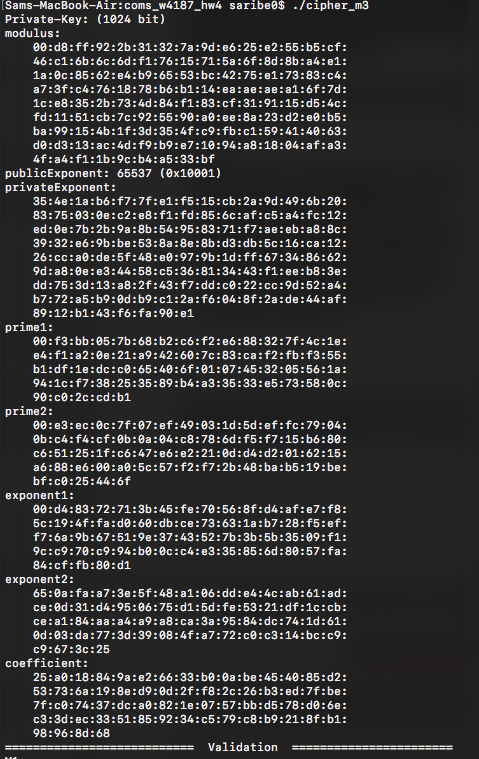 Sams-MacBook-Air:coms_w4187_hw4 saribe0$ ./cipher_m3
Private-Key: (1024 bit)
modulus:
00:d8:ff:92:2b:31:32:7a:9d:e6:25:e2:55:b5:cf:
46:c1:6b:6c:6d:f1:76:15:71:5a:6f:8d:8b:a4:e1:
1a:0c:85:62:e4:b9:65:53:bc:42:75:e1:73:83:c4:
a7:3f:c4:76:18:78:b6:b1:14:ea:ae:ae:a1:6f:7d:
1c:e8:35:2b:73:4d:84:f1:83:cf:31:91:15:d5:4c:
fd:11:51:cb:7c:92:55:90:a0:ee:8a:23:d2:e0:b5:
ba:99:15:4b:1f:3d:35:4f:c9:fb:c1:59:41:40:63:
d0:d3:13:ac:4d:f9:b9:e7:10:94:a8:18:04:af:a3:
4f:a4:f1:1b:9c:b4:a5:33:bf
publicExponent: 65537 (0x10001)
privateExponent:
35:4e:1a:b6:f7:7f:e1:f5:15:cb:2a:9d:49:6b:20:
83:75:03:0e:c2:e8:f1:fd:85:6c:af:c5:a4:fc:12:
ed:0e:7b:2b:9a:8b:54:95:83:71:f7:ae:eb:a8:8c:
39:32:e6:9b:be:53:8a:8e:8b:d3:db:5c:16:ca:12:
26:cc:a0:de:5f:48:e0:97:9b:1d:ff:67:34:86:62:
9d:a8:0e:e3:44:58:c5:36:81:34:43:f1:ee:b8:3e:
dd:75:3d:13:a8:2f:43:f7:dd:c0:22:cc:9d:52:a4:
b7:72:a5:b9:0d:b9:c1:2a:f6:04:8f:2a:de:44:af:
89:12:b1:43:f6:fa:90:e1
prime1:
00:f3:bb:05:7b:68:b2:c6:f2:e6:88:32:7f:4c:1e:
e4:f1:a2:0e:21:a9:42:60:7c:83:ca:f2:fb:f3:55:
b1:df:1e:dc:c0:65:40:6f:01:07:45:32:05:56:1a:
94:1c:f7:38:25:35:89:b4:a3:35:33:e5:73:58:0c:
90:c0:2c:cd:b1
prime2:
00:e3:ec:0c:7f:07:ef:49:03:1d:5d:ef:fc:79:04:
0b:c4:f4:cf:0b:0a:04:c8:78:6d:f5:f7:15:b6:80:
c6:51:25:1f:c6:47:e6:e2:21:0d:d4:d2:01:62:15:
a6:88:e6:00:a0:5c:57:f2:f7:2b:48:ba:b5:19:be:
bf:c0:25:44:6f
exponent1:
00:d4:83:72:71:3b:45:fe:70:56:8f:d4:af:e7:f8:
5c:19:4f:fa:d0:60:db:ce:73:63:1a:b7:28:f5:ef:
f7:6a:9b:67:51:9e:37:43:52:7b:3b:5b:35:09:f1:
9c:c9:70:c9:94:b0:0c:c4:e3:35:85:6d:80:57:fa:
84:cf:fb:80:d1
exponent2:
65:0a:fa:a7:3e:5f:48:a1:06:dd:e4:4c:ab:61:ad:
ce:0d:31:d4:95:06:75:d1:5d:fe:53:21:df:1c:cb:
ce:a1:84:aa:a4:a9:a8:ca:3a:95:84:dc:74:1d:61:
0d:03:da:77:3d:39:08:4f:a7:72:c0:c3:14:bc:c9:
c9:67:3c:25
coefficient:
25:a0:18:84:9a:e2:66:33:b0:0a:be:45:40:85:d2:
53:73:6a:19:8e:d9:0d:2f:f8:2c:26:b3:ed:7f:be:
7f:c0:74:37:dc:a0:82:1e:07:57:bb:d5:78:d0:6e:
c3:3d:ec:33:51:85:92:34:c5:79:c8:b9:21:8f:b1:
98:96:8d:68
=========================== Validation =======================